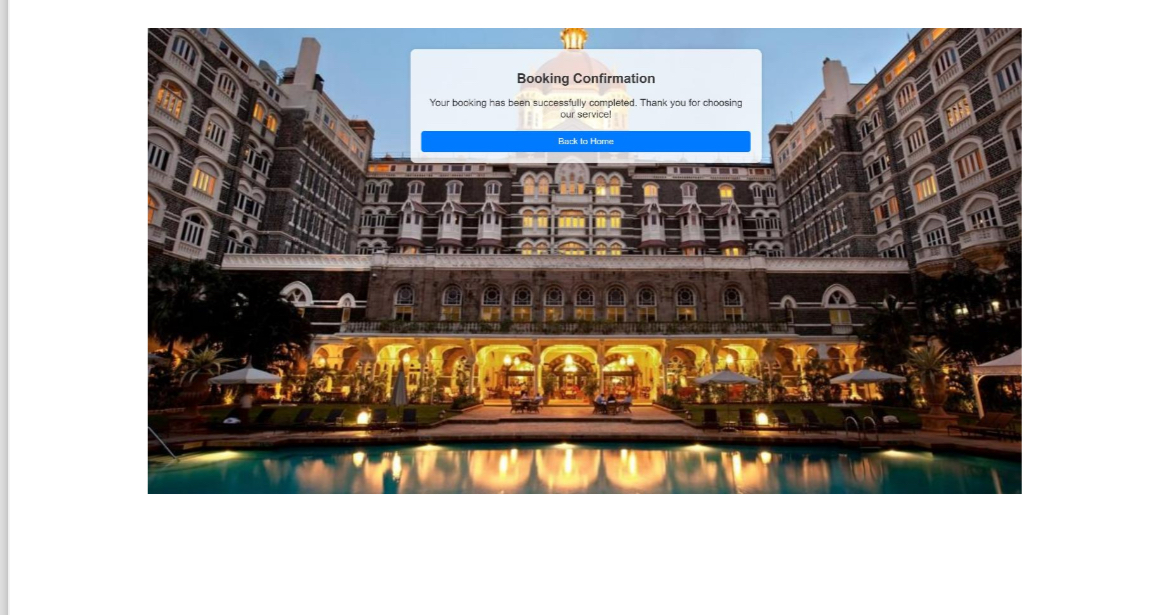 Booking Confirmation
Your booking has been successfully completed. Thank you for choosing
our service!
Back to Home